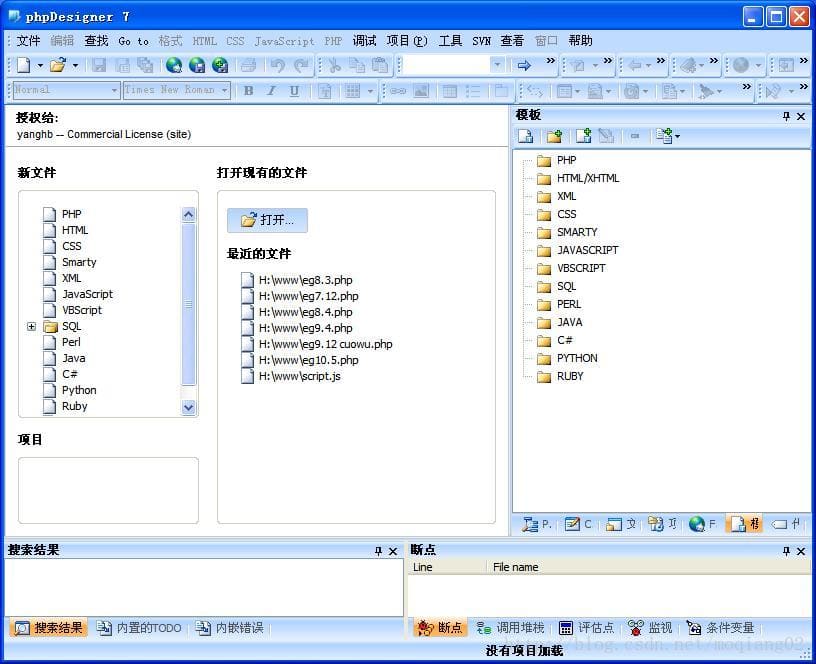 phpDesigner 7
文件 编辑 查找 Go to 格式 HTML CSS JavaScript PHP 调试 项目(P) 工具 SVN 查看 窗口 帮助
Normal Times New Roman B I U
授权给:
yanghb -- Commercial License (site)
新文件
PHP
HTML
CSS
Smarty
XML
JavaScript
VBScript
SQL
Perl
Java
C#
Python
Ruby
项目
打开现有的文件
打开...
最近的文件
H:\www\eg8.3.php
H:\www\eg7.12.php
H:\www\eg8.4.php
H:\www\eg9.4.php
H:\www\eg9.12 cuowu.php
H:\www\eg10.5.php
H:\www\script.js
模板
PHP
HTML/XHTML
XML
CSS
SMARTY
JAVASCRIPT
VBSCRIPT
SQL
PERL
JAVA
C#
PYTHON
RUBY
P. C 文 F
搜索结果
搜索结果 内置的TODO 内嵌错误
断点
Line File name
断点 调用堆栈 评估点 监视 条件变量
没有项目加载